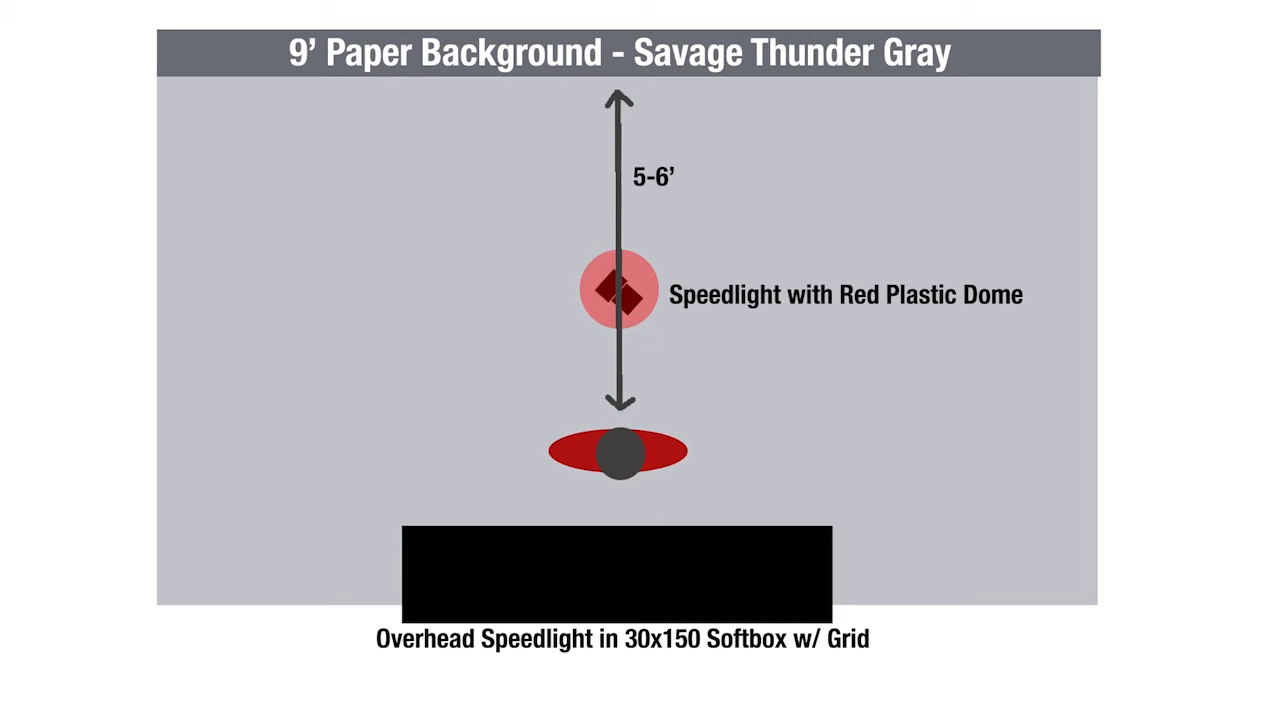 9’ Paper Background - Savage Thunder Gray
5-6’
Speedlight with Red Plastic Dome
Overhead Speedlight in 30x150 Softbox w/ Grid